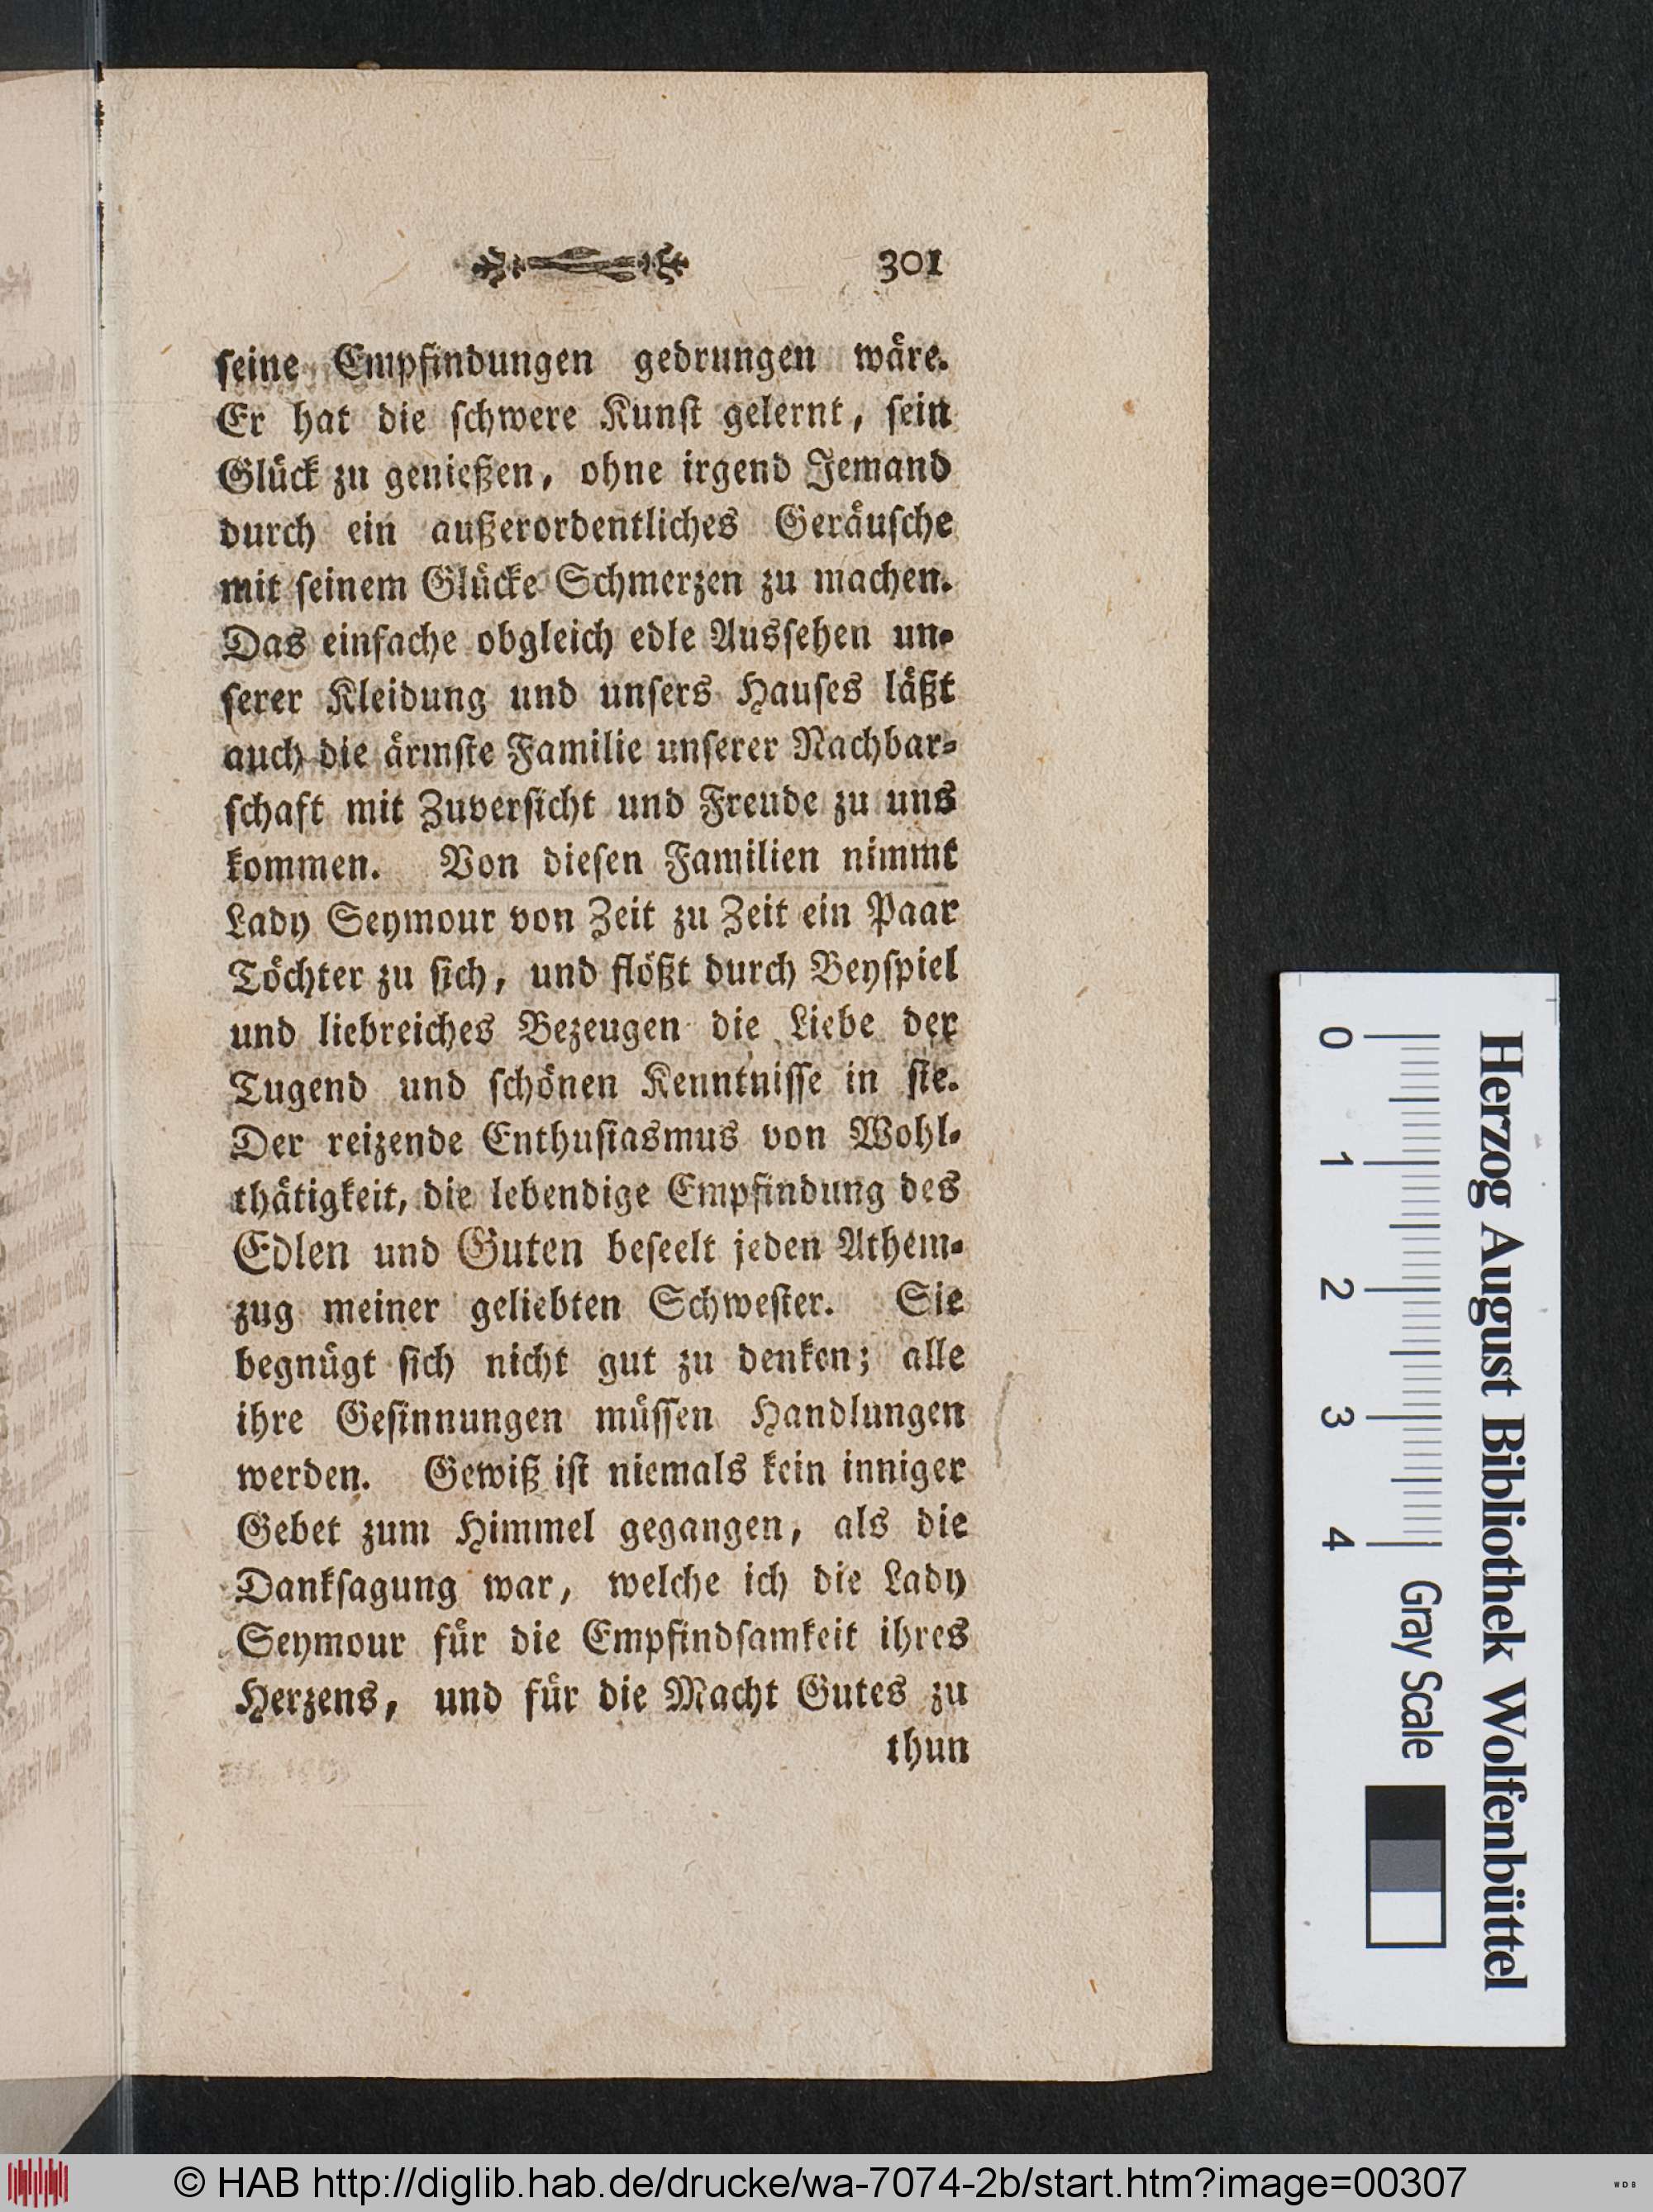 301
ſeine Empfindungen gedrungen wäre.
Er hat die ſchwere Kunſt gelernt, ſein
Glück zu genießen, ohne irgend Jemand
durch ein außerordentliches Geräuſche
mit ſeinem Glücke Schmerzen zu machen.
Das einfache obgleich edle Ausſehen un-
ſerer Kleidung und unſers Hauſes läßt
auch die ärmſte Familie unſerer Nachbar-
ſchaft mit Zuverſicht und Freude zu uns
kommen. Von dieſen Familien nimmt
Lady Seymour von Zeit zu Zeit ein Paar
Töchter zu ſich, und flößt durch Beyſpiel
und liebreiches Bezeugen die Liebe der
Tugend und ſchönen Kenntniſſe in ſie.
Der reizende Enthuſiasmus von Wohl-
thätigkeit, die lebendige Empfindung des
Edlen und Guten beſeelt jeden Athem-
zug meiner geliebten Schweſter. Sie
begnügt ſich nicht gut zu denken; alle
ihre Geſinnungen müſſen Handlungen
werden. Gewiß iſt niemals kein inniger
Gebet zum Himmel gegangen, als die
Dankſagung war, welche ich die Lady
Seymour für die Empfindſamkeit ihres
Herzens, und für die Macht Gutes zu
thun
Herzog August Bibliothek Wolfenbüttel
0 1 2 3 4 Gray Scale
© HAB http://diglib.hab.de/drucke/wa-7074-2b/start.htm?image=00307
WDB